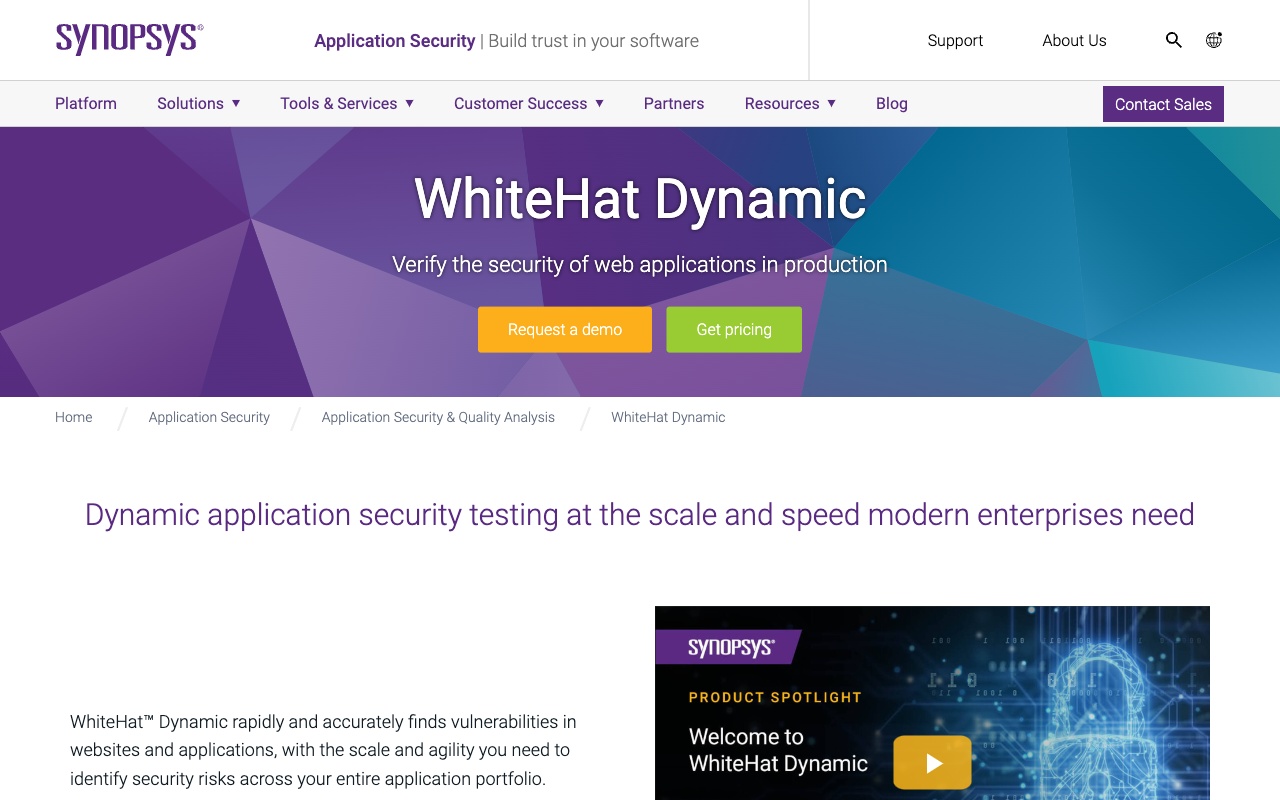 SYNOPSYS®
Application Security | Build trust in your software
Support
About Us
Platform
Solutions ▼
Tools & Services ▼
Customer Success ▼
Partners
Resources ▼
Blog
Contact Sales
WhiteHat Dynamic
Verify the security of web applications in production
Request a demo
Get pricing
Home
Application Security
Application Security & Quality Analysis
WhiteHat Dynamic
Dynamic application security testing at the scale and speed modern enterprises need
WhiteHat™ Dynamic rapidly and accurately finds vulnerabilities in
websites and applications, with the scale and agility you need to
identify security risks across your entire application portfolio.
SYNOPSYS®
PRODUCT SPOTLIGHT
Welcome to
WhiteHat Dynamic